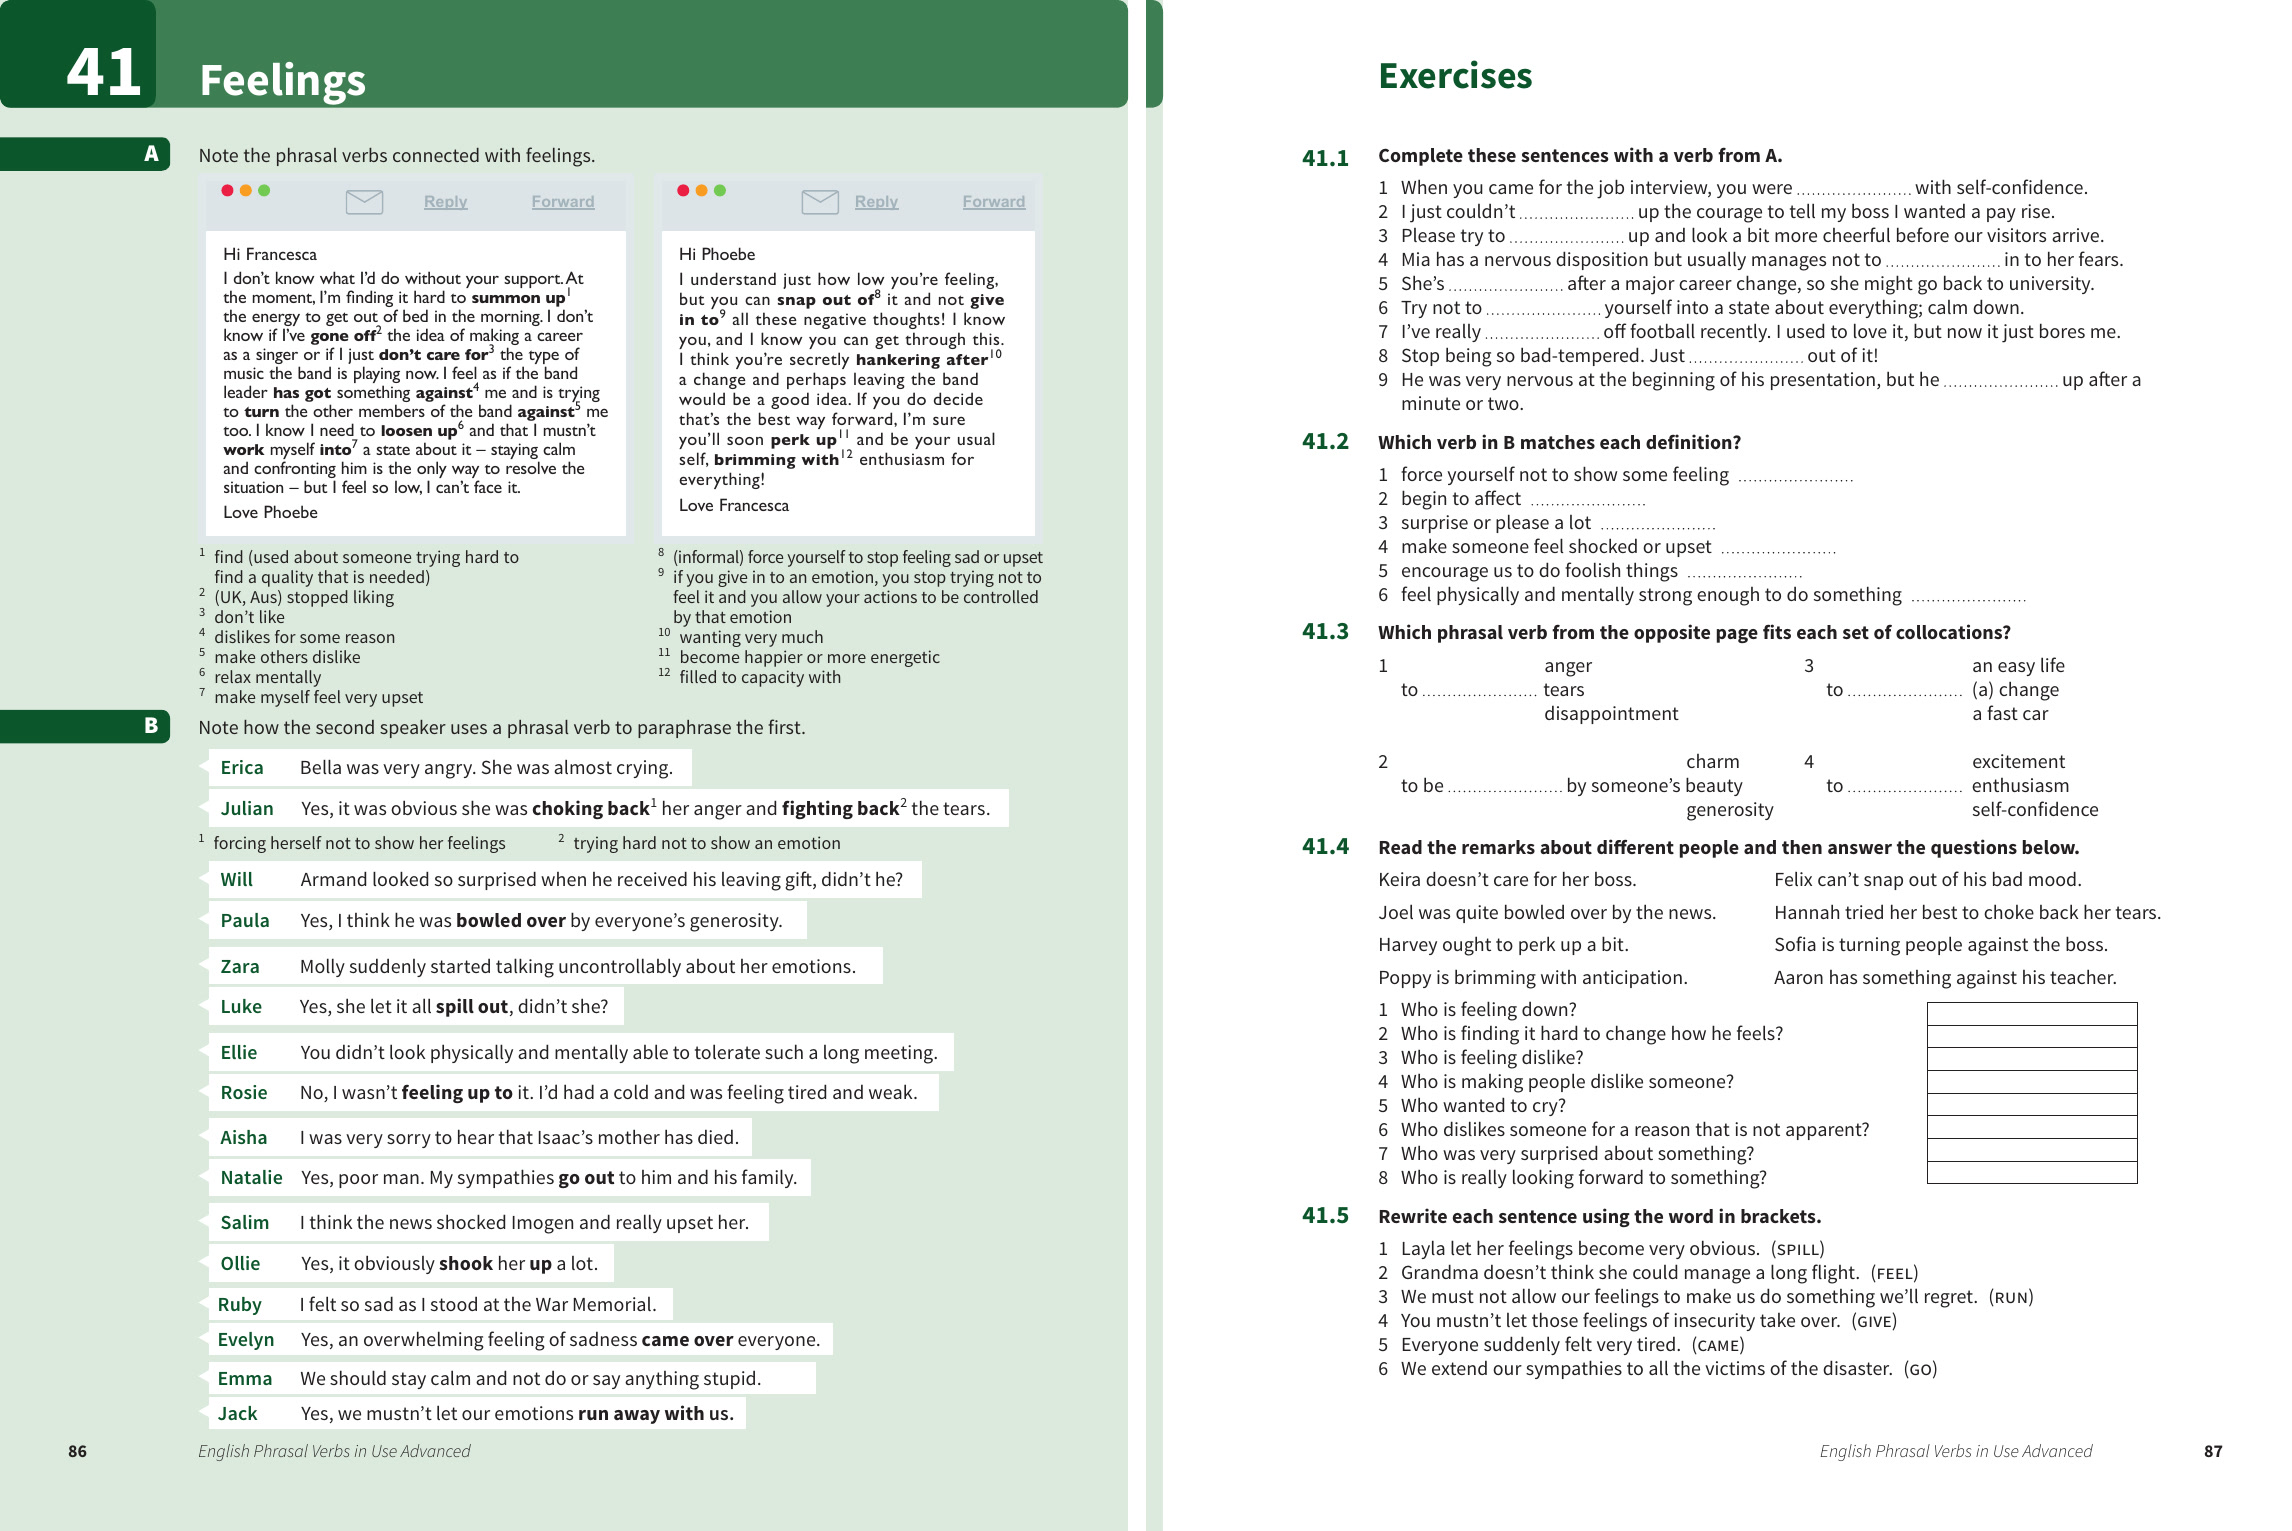 41
Feelings
A
Note the phrasal verbs connected with feelings.
Reply Forward
Hi Francesca
I don’t know what I’d do without your support. At
the moment, I’m finding it hard to summon up1
the energy to get out of bed in the morning. I don’t
know if I’ve gone off2 the idea of making a career
as a singer or if I just don’t care for3 the type of
music the band is playing now. I feel as if the band
leader has got something against4 me and is trying
to turn the other members of the band against5 me
too. I know I need to loosen up6 and that I mustn’t
work myself into7 a state about it – staying calm
and confronting him is the only way to resolve the
situation – but I feel so low, I can’t face it.
Love Phoebe
Reply Forward
Hi Phoebe
I understand just how low you’re feeling,
but you can snap out of8 it and not give
in to9 all these negative thoughts! I know
you, and I know you can get through this.
I think you’re secretly hankering after10
a change and perhaps leaving the band
would be a good idea. If you do decide
that’s the best way forward, I’m sure
you’ll soon perk up11 and be your usual
self, brimming with12 enthusiasm for
everything!
Love Francesca
1 find (used about someone trying hard to
find a quality that is needed)
2 (UK, Aus) stopped liking
3 don’t like
4 dislikes for some reason
5 make others dislike
6 relax mentally
7 make myself feel very upset
8 (informal) force yourself to stop feeling sad or upset
9 if you give in to an emotion, you stop trying not to
feel it and you allow your actions to be controlled
by that emotion
10 wanting very much
11 become happier or more energetic
12 filled to capacity with
B
Note how the second speaker uses a phrasal verb to paraphrase the first.
Erica Bella was very angry. She was almost crying.
Julian Yes, it was obvious she was choking back1 her anger and fighting back2 the tears.
1 forcing herself not to show her feelings 2 trying hard not to show an emotion
Will Armand looked so surprised when he received his leaving gift, didn’t he?
Paula Yes, I think he was bowled over by everyone’s generosity.
Zara Molly suddenly started talking uncontrollably about her emotions.
Luke Yes, she let it all spill out, didn’t she?
Ellie You didn’t look physically and mentally able to tolerate such a long meeting.
Rosie No, I wasn’t feeling up to it. I’d had a cold and was feeling tired and weak.
Aisha I was very sorry to hear that Isaac’s mother has died.
Natalie Yes, poor man. My sympathies go out to him and his family.
Salim I think the news shocked Imogen and really upset her.
Ollie Yes, it obviously shook her up a lot.
Ruby I felt so sad as I stood at the War Memorial.
Evelyn Yes, an overwhelming feeling of sadness came over everyone.
Emma We should stay calm and not do or say anything stupid.
Jack Yes, we mustn’t let our emotions run away with us.
86 English Phrasal Verbs in Use Advanced
Exercises
41.1 Complete these sentences with a verb from A.
1 When you came for the job interview, you were ....................... with self-confidence.
2 I just couldn’t ....................... up the courage to tell my boss I wanted a pay rise.
3 Please try to ....................... up and look a bit more cheerful before our visitors arrive.
4 Mia has a nervous disposition but usually manages not to ....................... in to her fears.
5 She’s ....................... after a major career change, so she might go back to university.
6 Try not to ....................... yourself into a state about everything; calm down.
7 I’ve really ....................... off football recently. I used to love it, but now it just bores me.
8 Stop being so bad-tempered. Just ....................... out of it!
9 He was very nervous at the beginning of his presentation, but he ....................... up after a
minute or two.
41.2 Which verb in B matches each definition?
1 force yourself not to show some feeling .......................
2 begin to affect .......................
3 surprise or please a lot .......................
4 make someone feel shocked or upset .......................
5 encourage us to do foolish things .......................
6 feel physically and mentally strong enough to do something .......................
41.3 Which phrasal verb from the opposite page fits each set of collocations?
1 anger
to ....................... tears
disappointment
3 an easy life
to ....................... (a) change
a fast car
2 charm
to be ....................... by someone’s beauty
generosity
4 excitement
to ....................... enthusiasm
self-confidence
41.4 Read the remarks about different people and then answer the questions below.
Keira doesn’t care for her boss. Felix can’t snap out of his bad mood.
Joel was quite bowled over by the news. Hannah tried her best to choke back her tears.
Harvey ought to perk up a bit. Sofia is turning people against the boss.
Poppy is brimming with anticipation. Aaron has something against his teacher.
1 Who is feeling down?
2 Who is finding it hard to change how he feels?
3 Who is feeling dislike?
4 Who is making people dislike someone?
5 Who wanted to cry?
6 Who dislikes someone for a reason that is not apparent?
7 Who was very surprised about something?
8 Who is really looking forward to something?
41.5 Rewrite each sentence using the word in brackets.
1 Layla let her feelings become very obvious. (SPILL)
2 Grandma doesn’t think she could manage a long flight. (FEEL)
3 We must not allow our feelings to make us do something we’ll regret. (RUN)
4 You mustn’t let those feelings of insecurity take over. (GIVE)
5 Everyone suddenly felt very tired. (CAME)
6 We extend our sympathies to all the victims of the disaster. (GO)
English Phrasal Verbs in Use Advanced 87